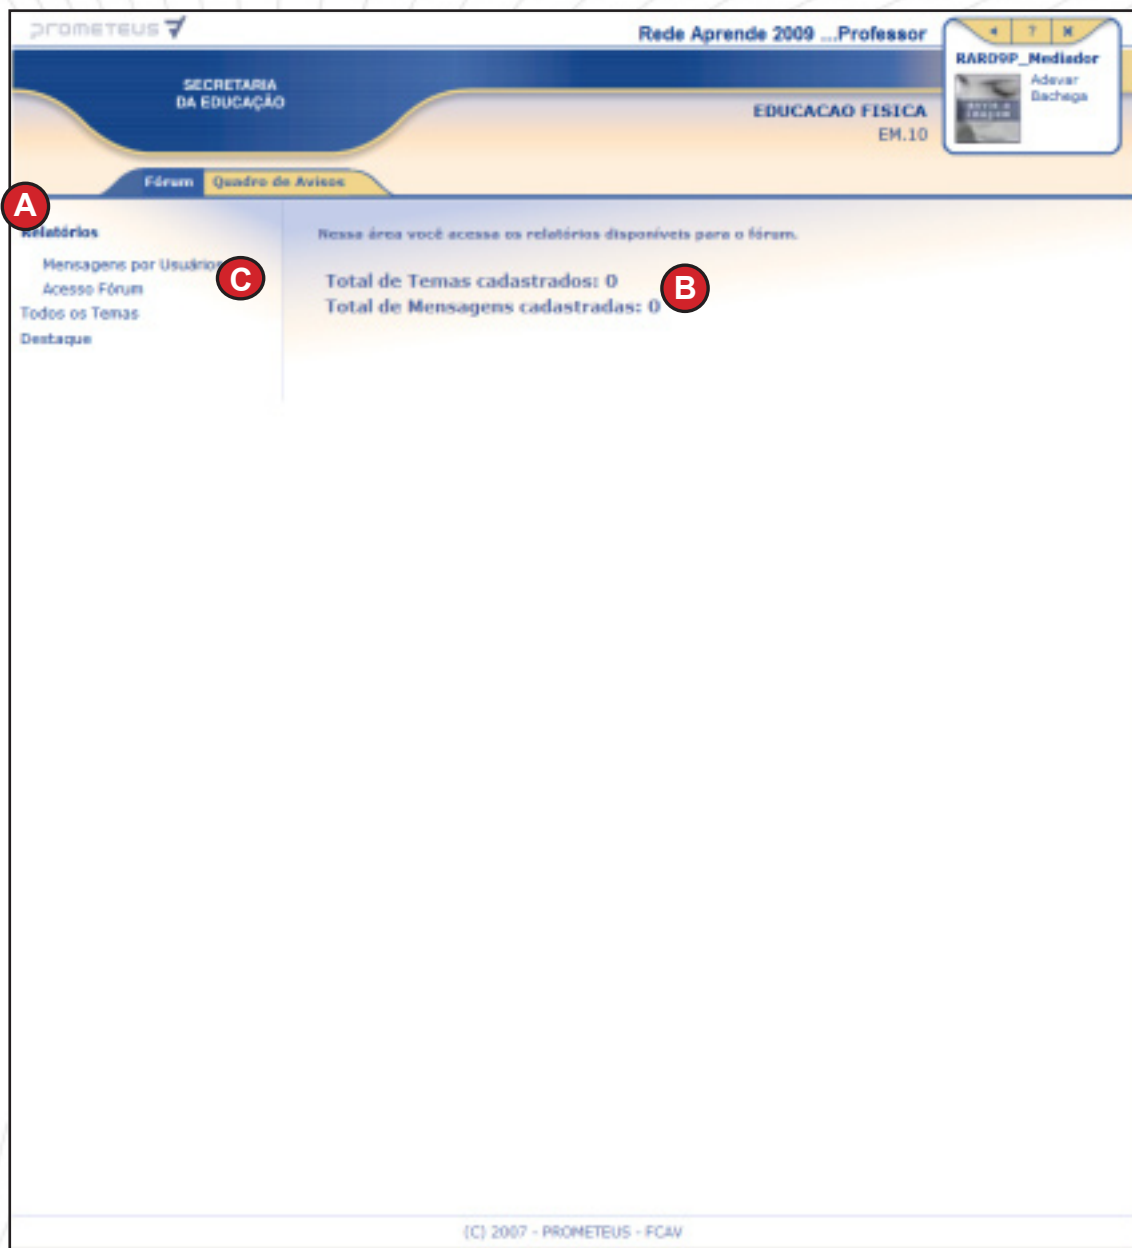 PROMETEUS
Rede Aprende 2009 ...Professor
? X
RAR09P_Mediador
Adevar
Bachega
SECRETARIA
DA EDUCAÇÃO
EDUCACAO FISICA
EM.10
Fórum Quadro de Avisos
A
Relatórios
Nessa área você acessa os relatórios disponíveis para o fórum.
Mensagens por Usuários
C
Acesso Fórum
Todos os Temas
Destaque
Total de Temas cadastrados: 0
B
Total de Mensagens cadastradas: 0
(C) 2007 - PROMETEUS - FCAV